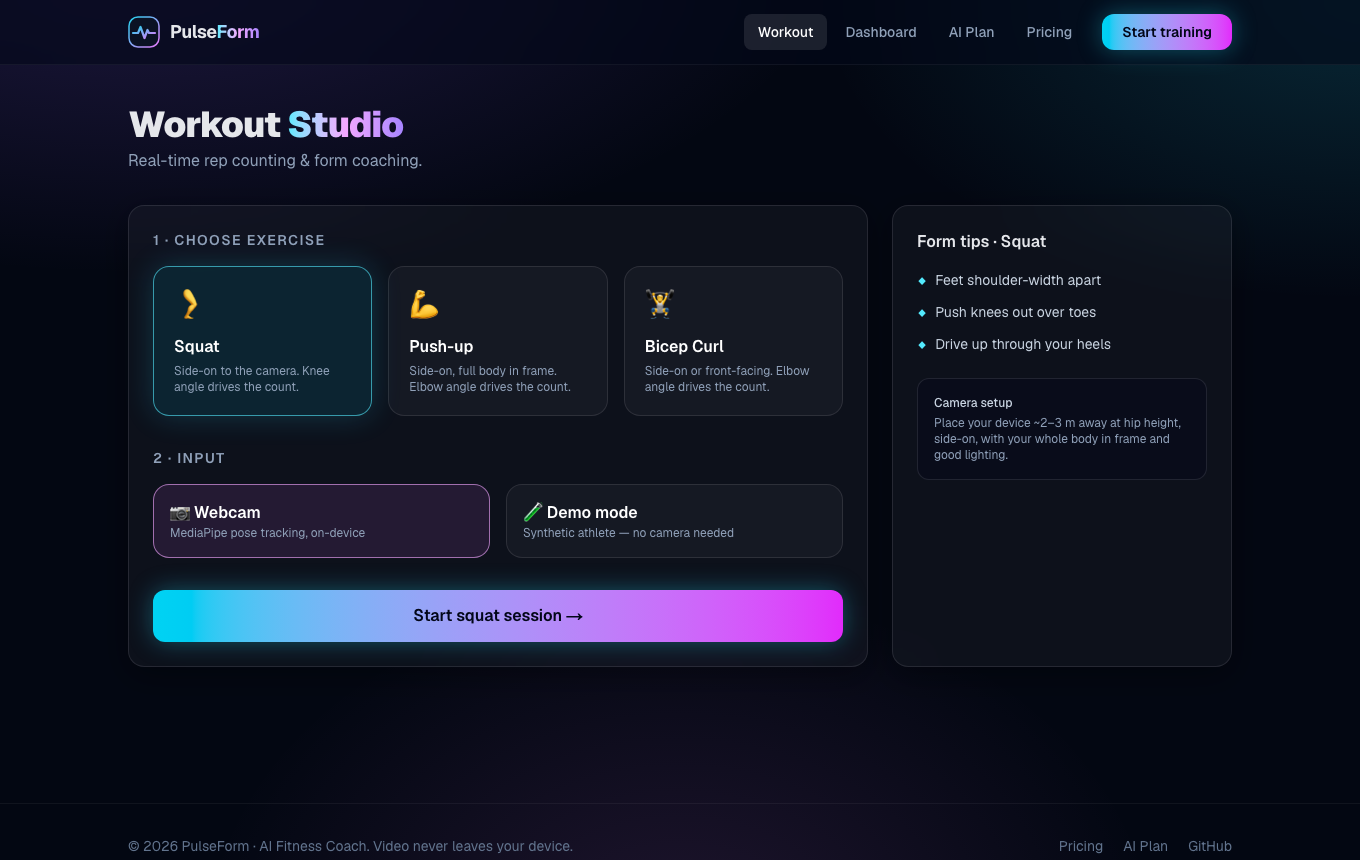 PulseForm
Workout
Dashboard
AI Plan
Pricing
Start training
Workout Studio
Real-time rep counting & form coaching.
1 · CHOOSE EXERCISE
Squat
Side-on to the camera. Knee
angle drives the count.
Push-up
Side-on, full body in frame.
Elbow angle drives the count.
Bicep Curl
Side-on or front-facing. Elbow
angle drives the count.
2 · INPUT
Webcam
MediaPipe pose tracking, on-device
Demo mode
Synthetic athlete — no camera needed
Start squat session →
Form tips · Squat
Feet shoulder-width apart
Push knees out over toes
Drive up through your heels
Camera setup
Place your device ~2–3 m away at hip height,
side-on, with your whole body in frame and
good lighting.
© 2026 PulseForm · AI Fitness Coach. Video never leaves your device.
Pricing
AI Plan
GitHub